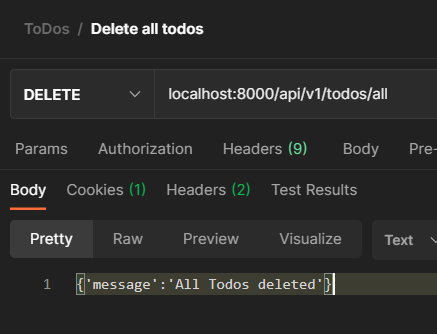 ToDos / Delete all todos
DELETE localhost:8000/api/v1/todos/all
Params Authorization Headers (9) Body Pre-
Body Cookies (1) Headers (2) Test Results
Pretty Raw Preview Visualize Text
1 {'message':'All Todos deleted'}